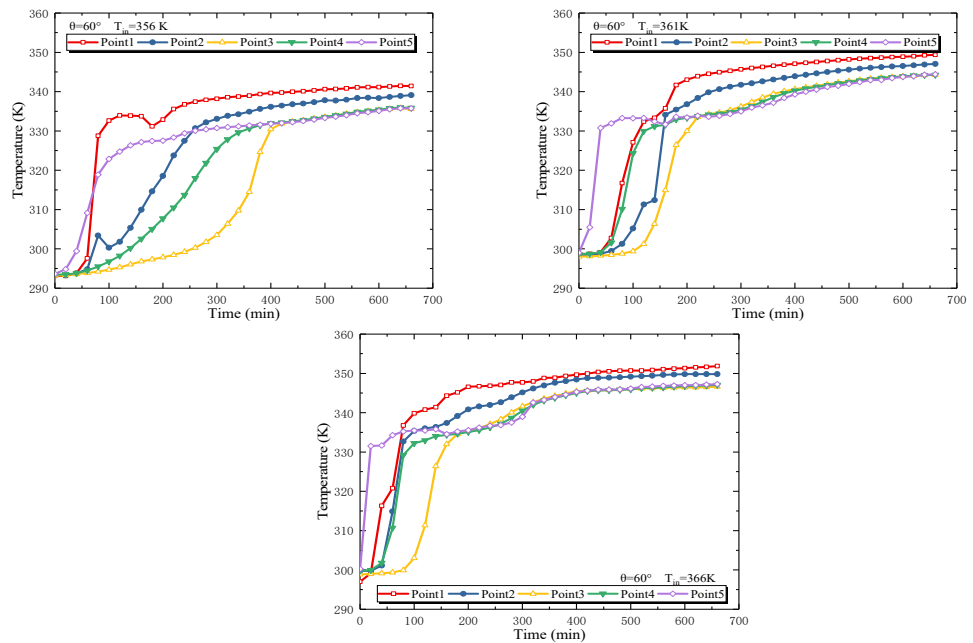 θ=60° T_in=356 K
Point1 Point2 Point3 Point4 Point5
360
350
340
330
320
310
300
290
Temperature (K)
0 100 200 300 400 500 600 700
Time (min)
θ=60° T_in=361K
Point1 Point2 Point3 Point4 Point5
360
350
340
330
320
310
300
290
Temperature (K)
0 100 200 300 400 500 600 700
Time (min)
360
350
340
330
320
310
300
290
Temperature (K)
θ=60° T_in=366K
Point1 Point2 Point3 Point4 Point5
0 100 200 300 400 500 600 700
Time (min)